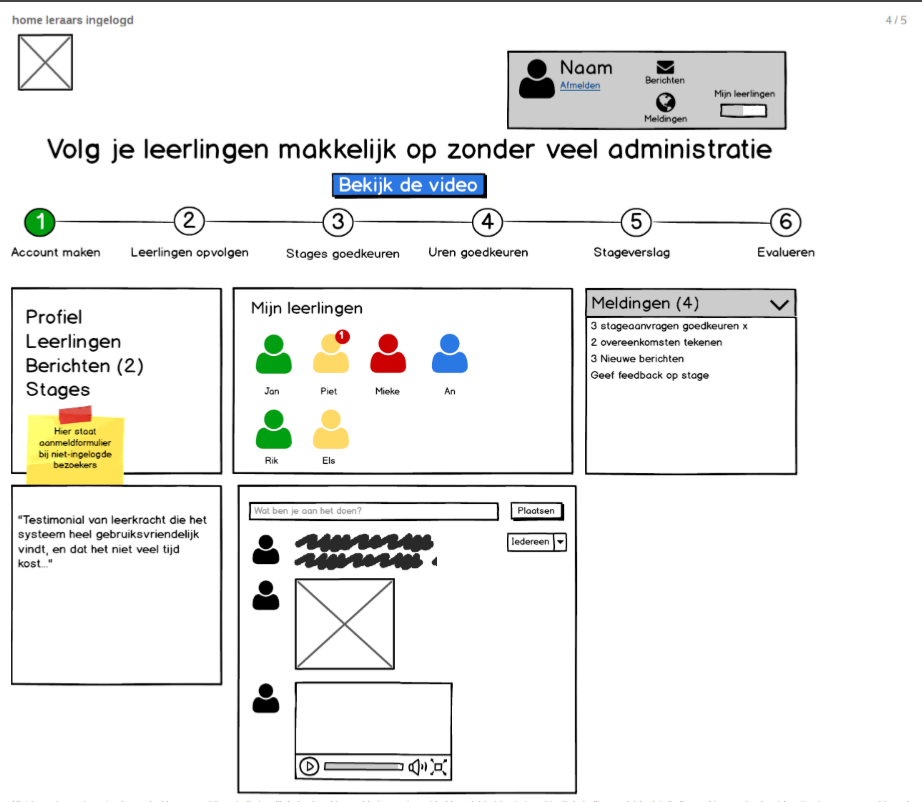 home leraars ingelogd
4 / 5
Naam
Afmelden
Berichten
Meldingen
Mijn leerlingen
Volg je leerlingen makkelijk op zonder veel administratie
Bekijk de video
1
2
3
4
5
6
Account maken
Leerlingen opvolgen
Stages goedkeuren
Uren goedkeuren
Stageverslag
Evalueren
Profiel
Leerlingen
Berichten (2)
Stages
Hier staat
aanmeldformulier
bij niet-ingelogde
bezoekers
Mijn leerlingen
1
Jan
Piet
Mieke
An
Rik
Els
Meldingen (4)
3 stageaanvragen goedkeuren x
2 overeenkomsten tekenen
3 Nieuwe berichten
Geef feedback op stage
"Testimonial van leerkracht die het
systeem heel gebruiksvriendelijk
vindt, en dat het niet veel tijd
kost..."
Wat ben je aan het doen?
Plaatsen
Iedereen